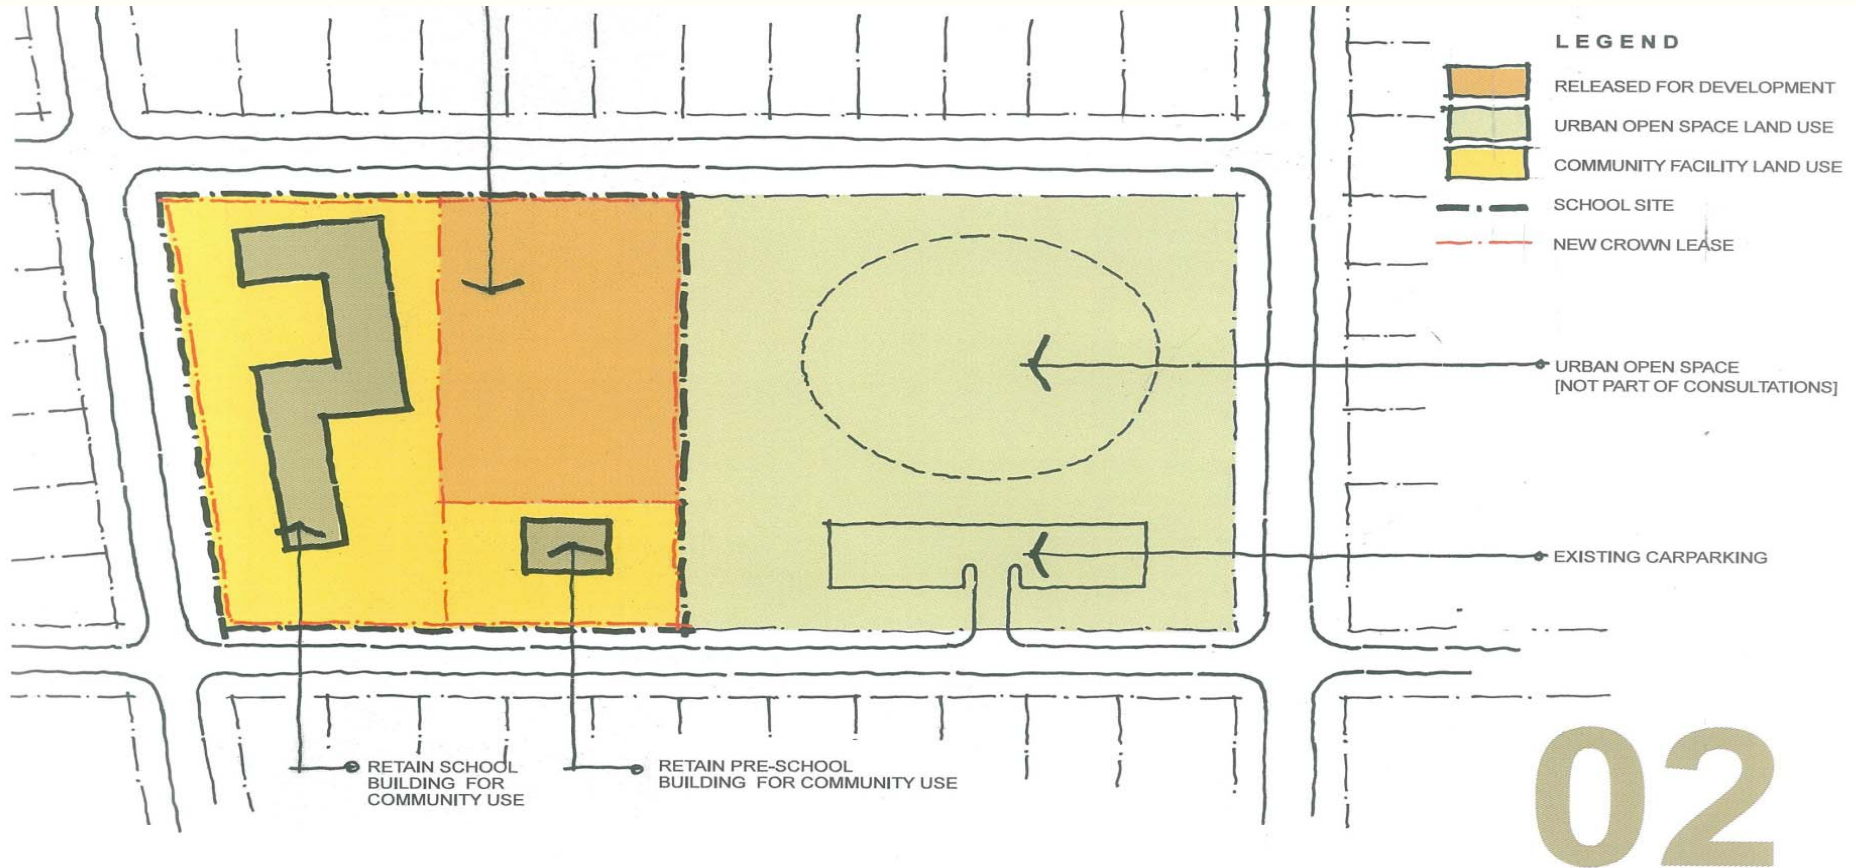 LEGEND
RELEASED FOR DEVELOPMENT
URBAN OPEN SPACE LAND USE
COMMUNITY FACILITY LAND USE
SCHOOL SITE
NEW CROWN LEASE
URBAN OPEN SPACE
[NOT PART OF CONSULTATIONS]
EXISTING CARPARKING
RETAIN SCHOOL
BUILDING FOR
COMMUNITY USE
RETAIN PRE-SCHOOL
BUILDING FOR COMMUNITY USE
02